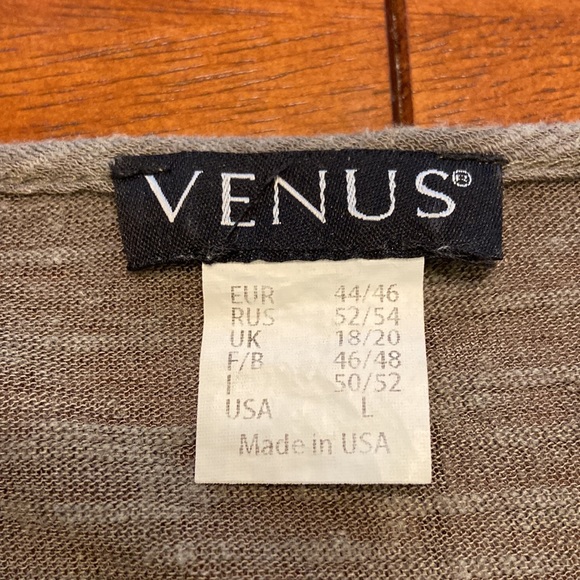 VENUS®
EUR 44/46
RUS 52/54
UK 18/20
F/B 46/48
I 50/52
USA L
Made in USA